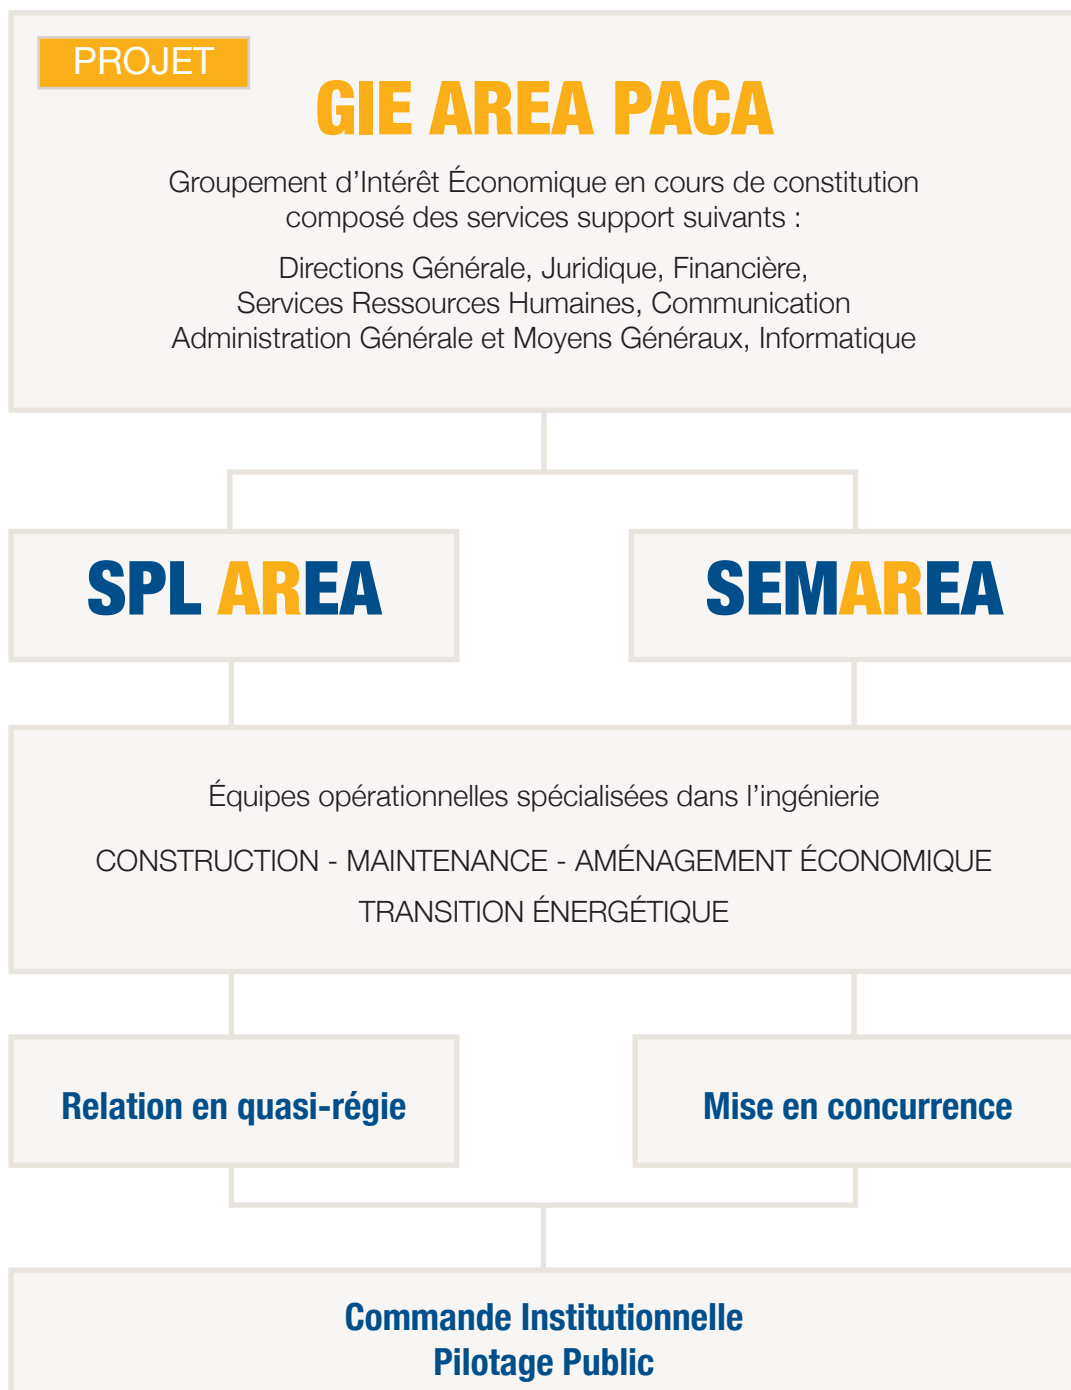 PROJET
GIE AREA PACA
Groupement d’Intérêt Économique en cours de constitution
composé des services support suivants :
Directions Générale, Juridique, Financière,
Services Ressources Humaines, Communication
Administration Générale et Moyens Généraux, Informatique
SPL AREA
SEMAREA
Équipes opérationnelles spécialisées dans l’ingénierie
CONSTRUCTION - MAINTENANCE - AMÉNAGEMENT ÉCONOMIQUE
TRANSITION ÉNERGÉTIQUE
Relation en quasi-régie
Mise en concurrence
Commande Institutionnelle
Pilotage Public